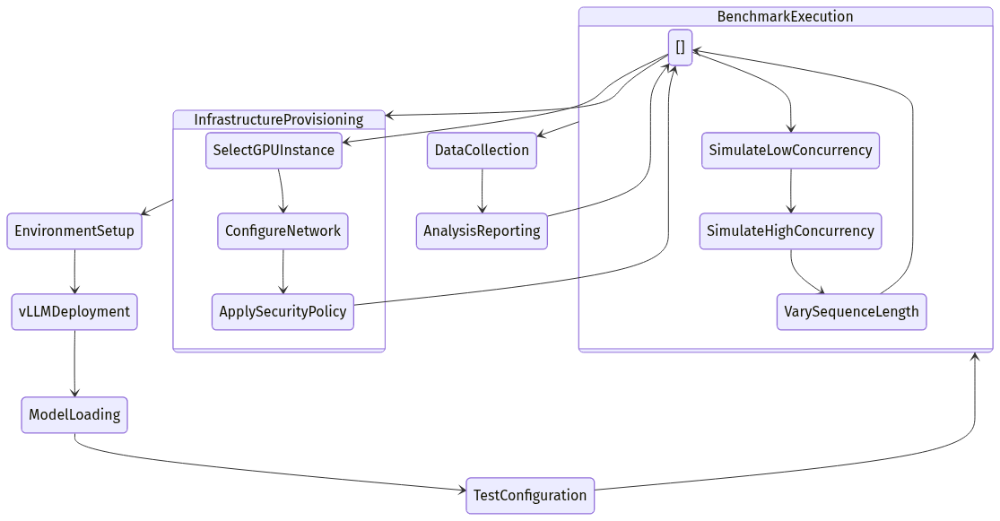 BenchmarkExecution
[]
InfrastructureProvisioning
SelectGPUInstance
DataCollection
SimulateLowConcurrency
EnvironmentSetup
ConfigureNetwork
AnalysisReporting
SimulateHighConcurrency
vLLMDeployment
ApplySecurityPolicy
VarySequenceLength
ModelLoading
TestConfiguration